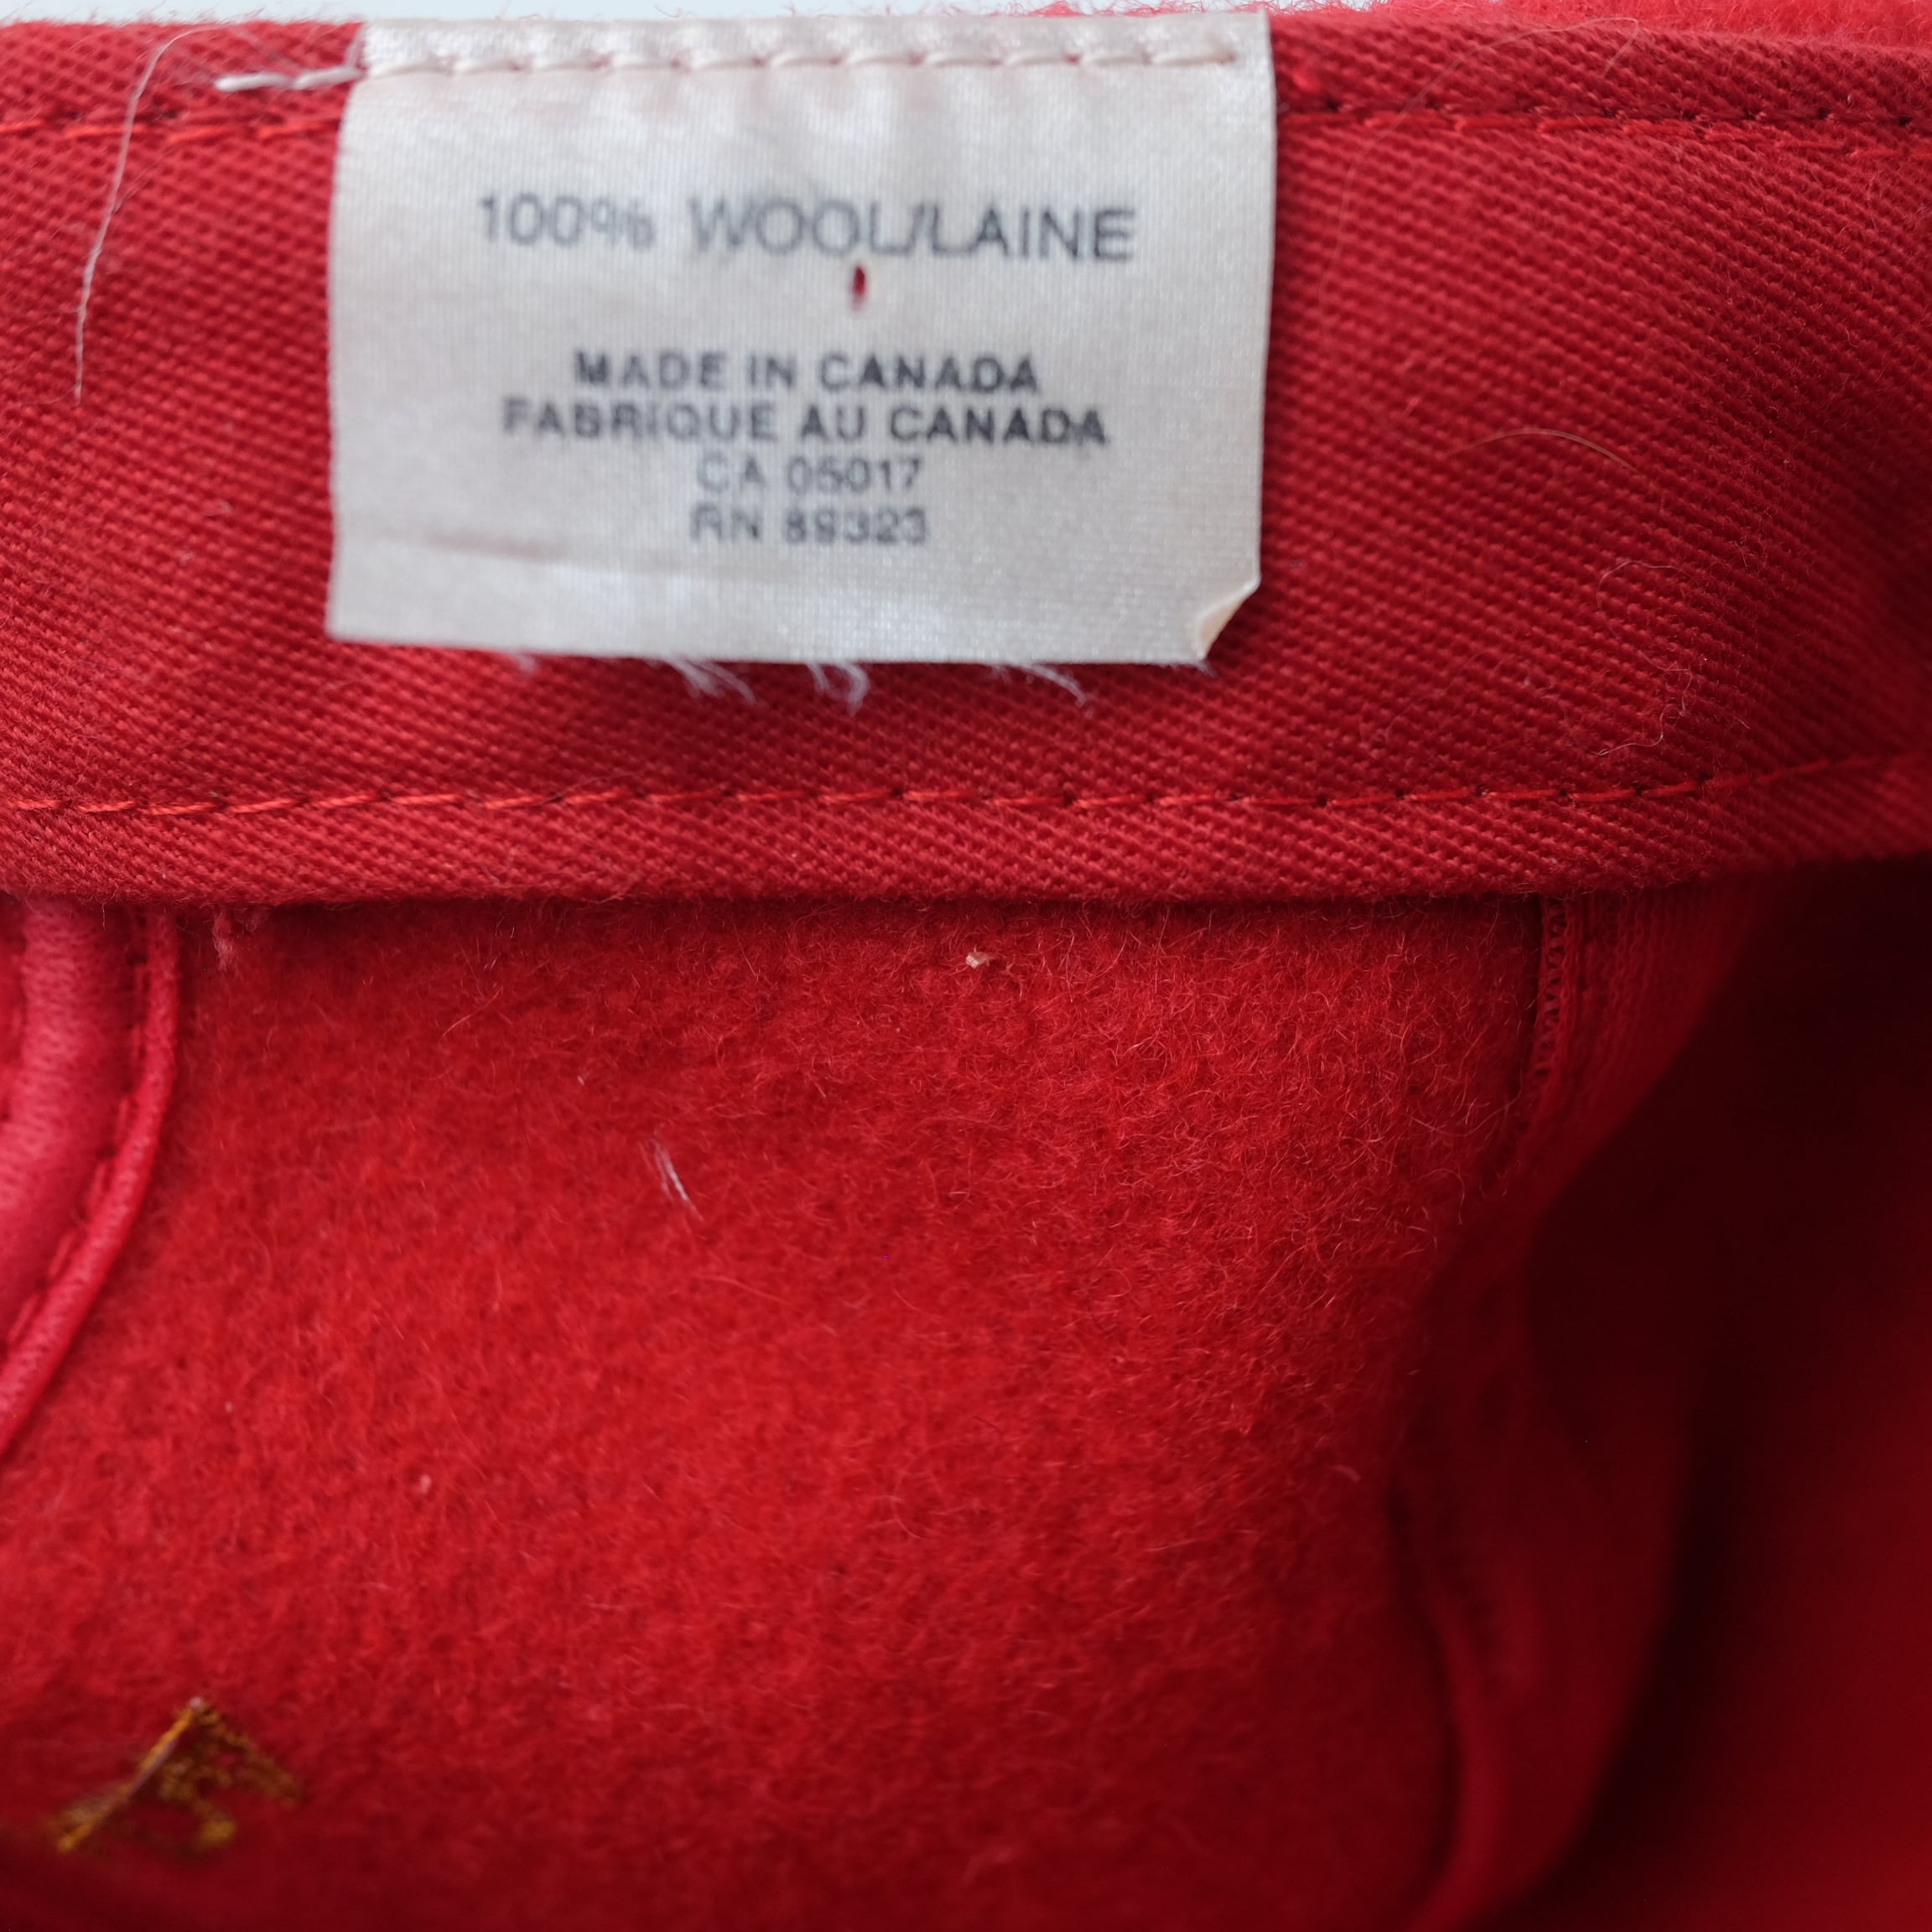 100% WOOL/LAINE
MADE IN CANADA
FABRIQUE AU CANADA
CA 05017
RN 89323